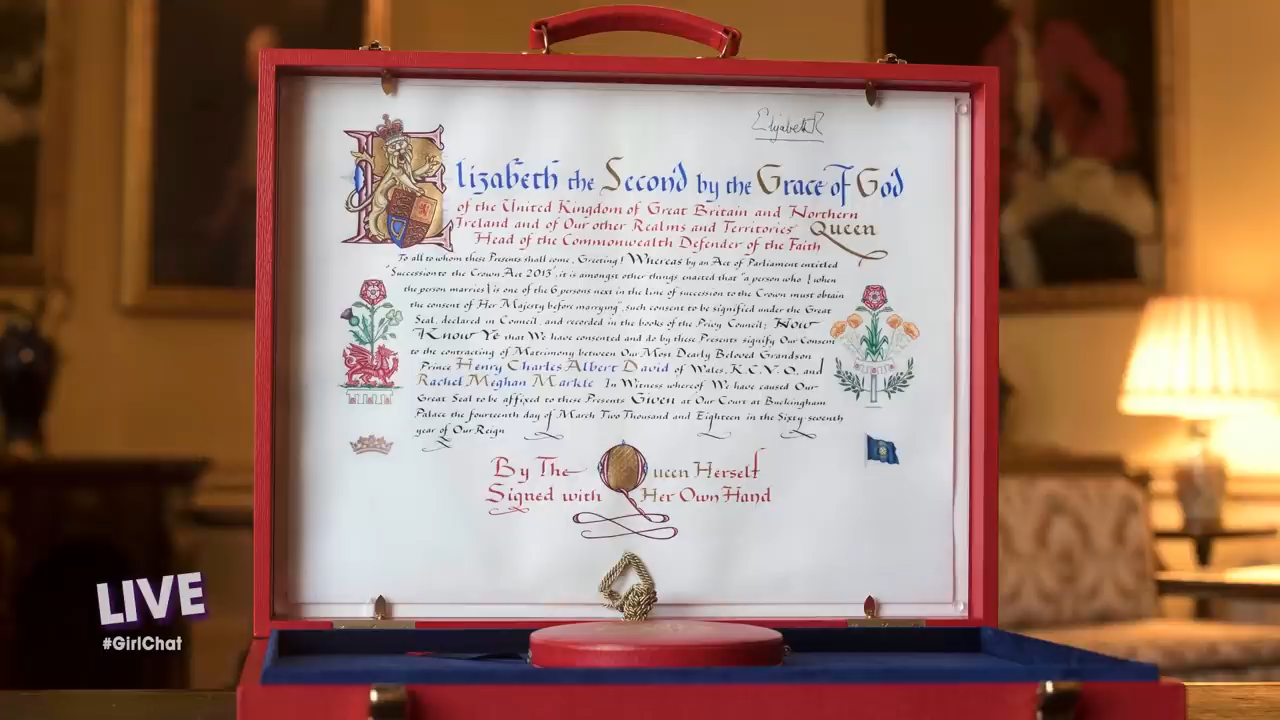 Elizabeth R
Elizabeth the Second by the Grace of God
of the United Kingdom of Great Britain and Northern
Ireland and of Our other Realms and Territories Queen
Head of the Commonwealth Defender of the Faith
To all to whom these Presents shall come, Greeting! Whereas by an Act of Parliament entitled
"Succession to the Crown Act 2013", it is amongst other things enacted that "a person who [when
the person marries] is one of the 6 persons next in the line of succession to the Crown must obtain
the consent of Her Majesty before marrying", such consent to be signified under the Great
Seal, declared in Council, and recorded in the books of the Privy Council; Now
Know Ye that We have consented and do by these Presents signify Our Consent
to the contracting of Matrimony between Our Most Dearly Beloved Grandson
Prince Henry Charles Albert David of Wales, K.C.V.O., and
Rachel Meghan Markle In Witness whereof We have caused Our
Great Seal to be affixed to these Presents Given at Our Court at Buckingham
Palace the fourteenth day of March Two Thousand and Eighteen in the Sixty-seventh
year of Our Reign
By The Queen Herself
Signed with Her Own Hand
LIVE
#GirlChat